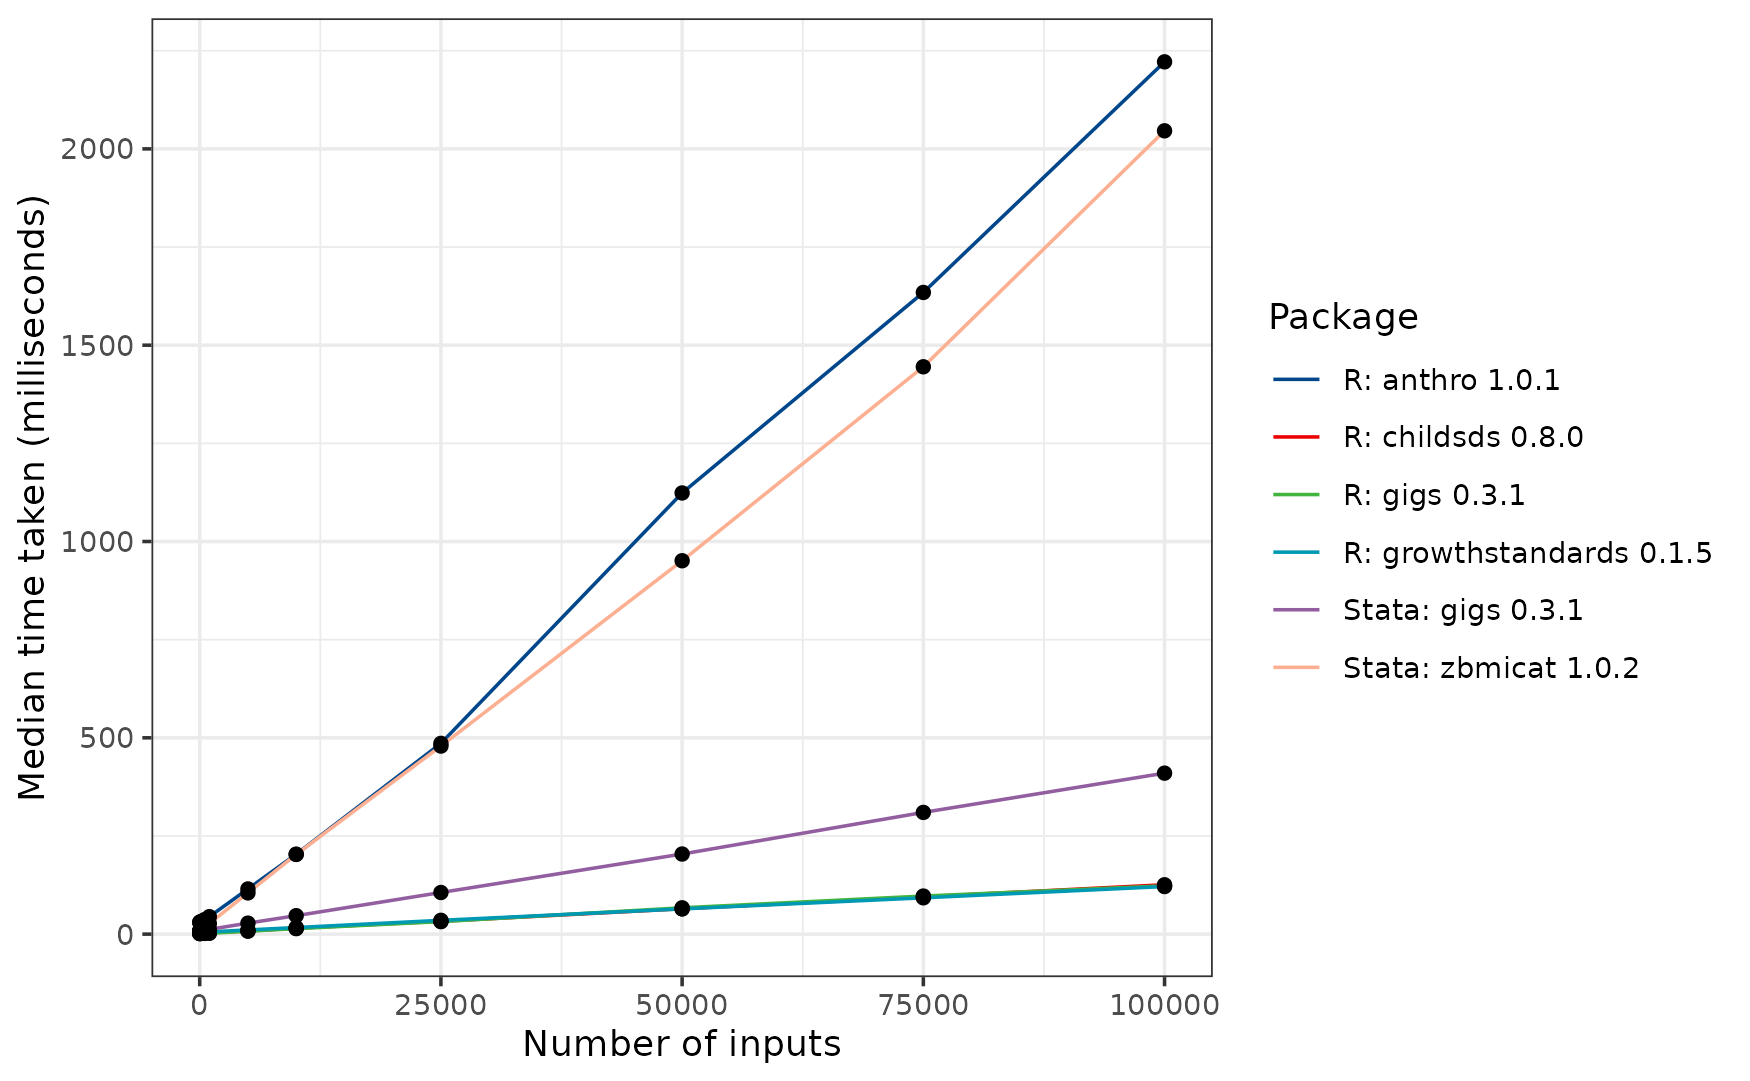 2000
1500
1000
500
0
Median time taken (milliseconds)
0 25000 50000 75000 100000
Number of inputs
Package
R: anthro 1.0.1
R: childsds 0.8.0
R: gigs 0.3.1
R: growthstandards 0.1.5
Stata: gigs 0.3.1
Stata: zbmicat 1.0.2